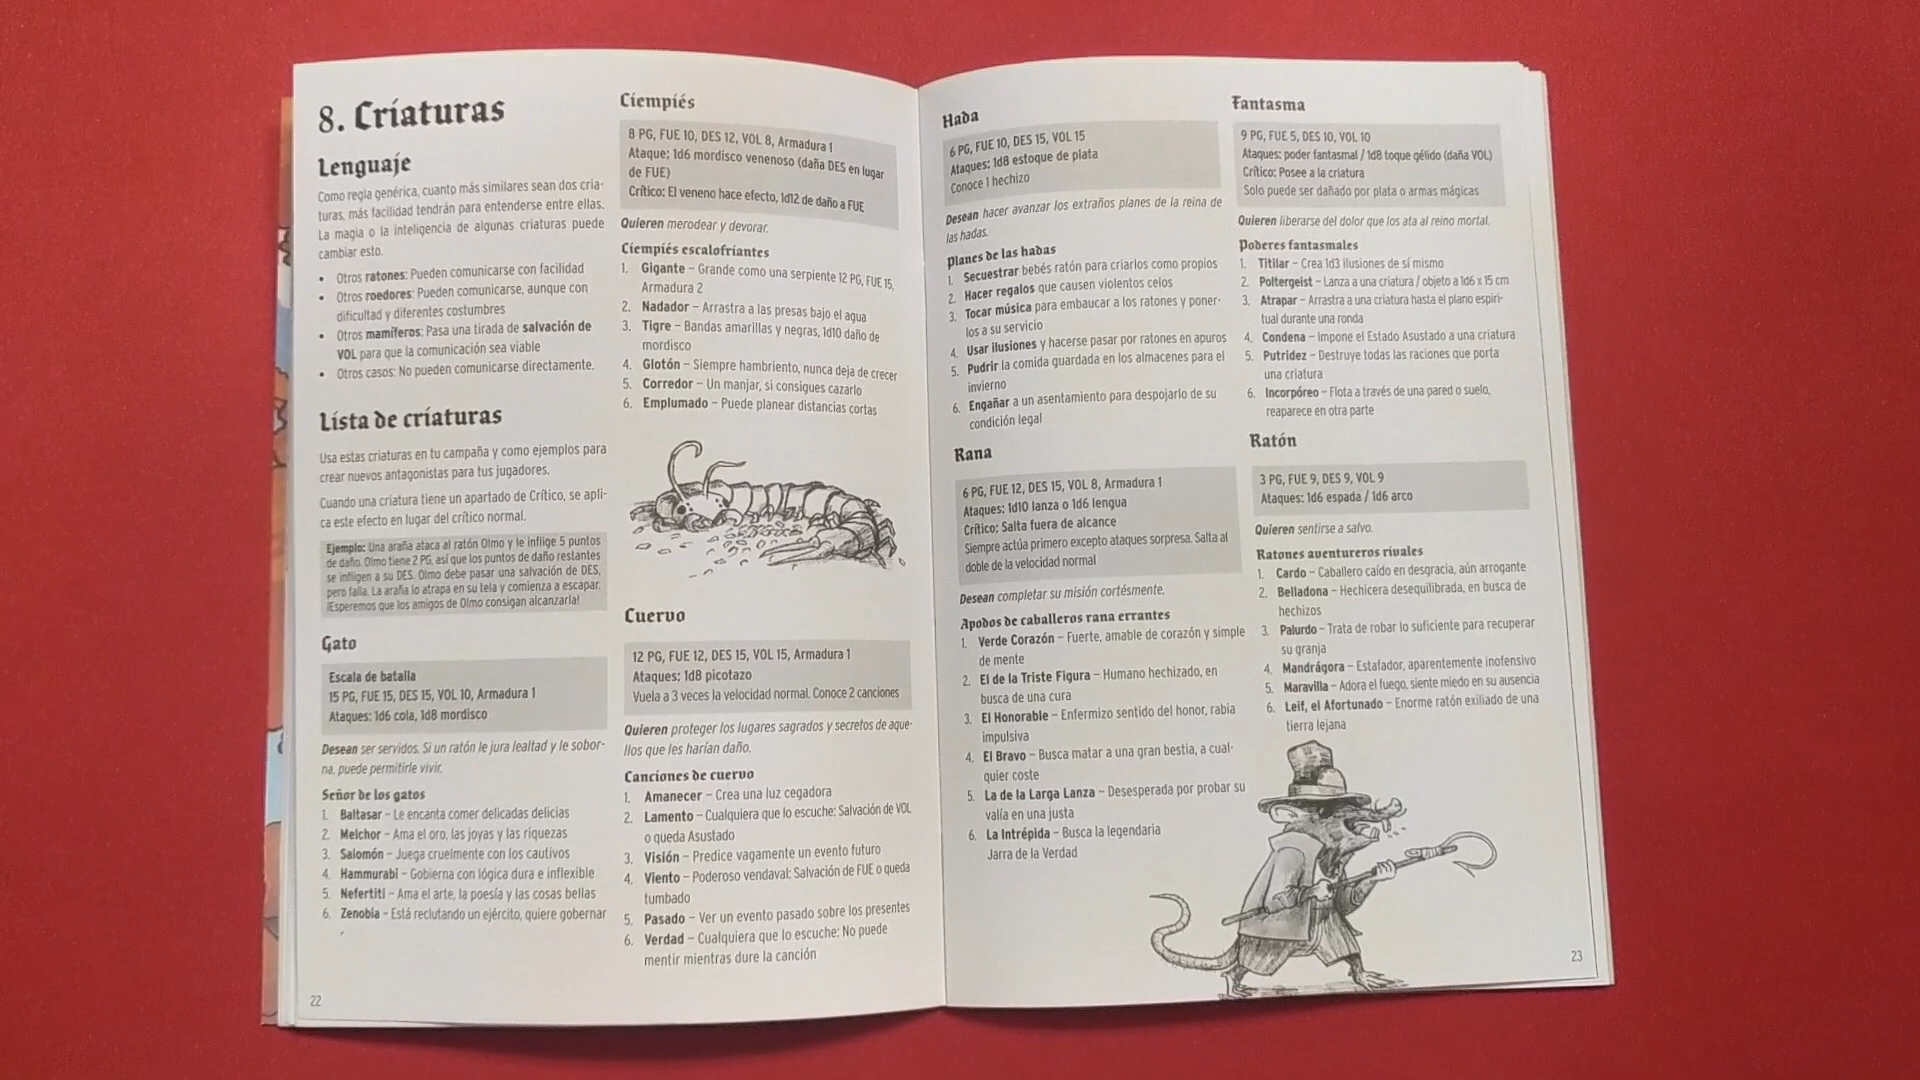 8. Criaturas
Lenguaje
Como regla genérica, cuanto más similares sean dos cria-
turas, más facilidad tendrán para entenderse entre ellas.
La magia o la inteligencia de algunas criaturas puede
cambiar esto.
• Otros ratones: Pueden comunicarse con facilidad
• Otros roedores: Pueden comunicarse, aunque con
dificultad y diferentes costumbres
• Otros mamíferos: Pasa una tirada de salvación de
VOL para que la comunicación sea viable
• Otros casos: No pueden comunicarse directamente.
Lista de criaturas
Usa estas criaturas en tu campaña y como ejemplos para
crear nuevos antagonistas para tus jugadores.
Cuando una criatura tiene un apartado de Crítico, se apli-
ca este efecto en lugar del crítico normal.
Ejemplo: Una araña ataca al ratón Olmo y le inflige 5 puntos
de daño. Olmo tiene 2 PG, así que los puntos de daño restantes
se infligen a su DES. Olmo debe pasar una salvación de DES,
pero falla. La araña lo atrapa en su tela y comienza a escapar.
¡Esperemos que los amigos de Olmo consigan alcanzarla!
Gato
Escala de batalla
15 PG, FUE 15, DES 15, VOL 10, Armadura 1
Ataques: 1d6 cola, 1d8 mordisco
Desean ser servidos. Si un ratón le jura lealtad y le sobor-
na, puede permitirle vivir.
Señor de los gatos
1. Baltasar – Le encanta comer delicadas delicias
2. Melchor – Ama el oro, las joyas y las riquezas
3. Salomón – Juega cruelmente con los cautivos
4. Hammurabi – Gobierna con lógica dura e inflexible
5. Nefertiti – Ama el arte, la poesía y las cosas bellas
6. Zenobia – Está reclutando un ejército, quiere gobernar
22
Ciempiés
8 PG, FUE 10, DES 12, VOL 8, Armadura 1
Ataque: 1d6 mordisco venenoso (daña DES en lugar
de FUE)
Crítico: El veneno hace efecto, 1d12 de daño a FUE
Quieren merodear y devorar.
Ciempiés escalofriantes
1. Gigante – Grande como una serpiente 12 PG, FUE 15,
Armadura 2
2. Nadador – Arrastra a las presas bajo el agua
3. Tigre – Bandas amarillas y negras, 1d10 daño de
mordisco
4. Glotón – Siempre hambriento, nunca deja de crecer
5. Corredor – Un manjar, si consigues cazarlo
6. Emplumado – Puede planear distancias cortas
Cuervo
12 PG, FUE 12, DES 15, VOL 15, Armadura 1
Ataques: 1d8 picotazo
Vuela a 3 veces la velocidad normal. Conoce 2 canciones
Quieren proteger los lugares sagrados y secretos de aque-
llos que les harían daño.
Canciones de cuervo
1. Amanecer – Crea una luz cegadora
2. Lamento – Cualquiera que lo escuche: Salvación de VOL
o queda Asustado
3. Visión – Predice vagamente un evento futuro
4. Viento – Poderoso vendaval: Salvación de FUE o queda
tumbado
5. Pasado – Ver un evento pasado sobre los presentes
6. Verdad – Cualquiera que lo escuche: No puede
mentir mientras dure la canción
Hada
6 PG, FUE 10, DES 15, VOL 15
Ataques: 1d8 estoque de plata
Conoce 1 hechizo
Desean hacer avanzar los extraños planes de la reina de
las hadas.
Planes de las hadas
1. Secuestrar bebés ratón para criarlos como propios
2. Hacer regalos que causen violentos celos
3. Tocar música para embaucar a los ratones y poner-
los a su servicio
4. Usar ilusiones y hacerse pasar por ratones en apuros
5. Pudrir la comida guardada en los almacenes para el
invierno
6. Engañar a un asentamiento para despojarlo de su
condición legal
Rana
6 PG, FUE 12, DES 15, VOL 8, Armadura 1
Ataques: 1d10 lanza o 1d6 lengua
Crítico: Salta fuera de alcance
Siempre actúa primero excepto ataques sorpresa. Salta al
doble de la velocidad normal
Desean completar su misión cortésmente.
Apodos de caballeros rana errantes
1. Verde Corazón – Fuerte, amable de corazón y simple
de mente
2. El de la Triste Figura – Humano hechizado, en
busca de una cura
3. El Honorable – Enfermizo sentido del honor, rabia
impulsiva
4. El Bravo – Busca matar a una gran bestia, a cual-
quier coste
5. La de la Larga Lanza – Desesperada por probar su
valía en una justa
6. La Intrépida – Busca la legendaria
Jarra de la Verdad
Fantasma
9 PG, FUE 5, DES 10, VOL 10
Ataques: poder fantasmal / 1d8 toque gélido (daña VOL)
Crítico: Posee a la criatura
Solo puede ser dañado por plata o armas mágicas
Quieren liberarse del dolor que los ata al reino mortal.
Poderes fantasmales
1. Titilar – Crea 1d3 ilusiones de sí mismo
2. Poltergeist – Lanza a una criatura / objeto a 1d6 x 15 cm
3. Atrapar – Arrastra a una criatura hasta el plano espiri-
tual durante una ronda
4. Condena – Impone el Estado Asustado a una criatura
5. Putridez – Destruye todas las raciones que porta
una criatura
6. Incorpóreo – Flota a través de una pared o suelo,
reaparece en otra parte
Ratón
3 PG, FUE 9, DES 9, VOL 9
Ataques: 1d6 espada / 1d6 arco
Quieren sentirse a salvo.
Ratones aventureros rivales
1. Cardo – Caballero caído en desgracia, aún arrogante
2. Belladona – Hechicera desequilibrada, en busca de
hechizos
3. Palurdo – Trata de robar lo suficiente para recuperar
su granja
4. Mandrágora – Estafador, aparentemente inofensivo
5. Maravilla – Adora el fuego, siente miedo en su ausencia
6. Leif, el Afortunado – Enorme ratón exiliado de una
tierra lejana
23